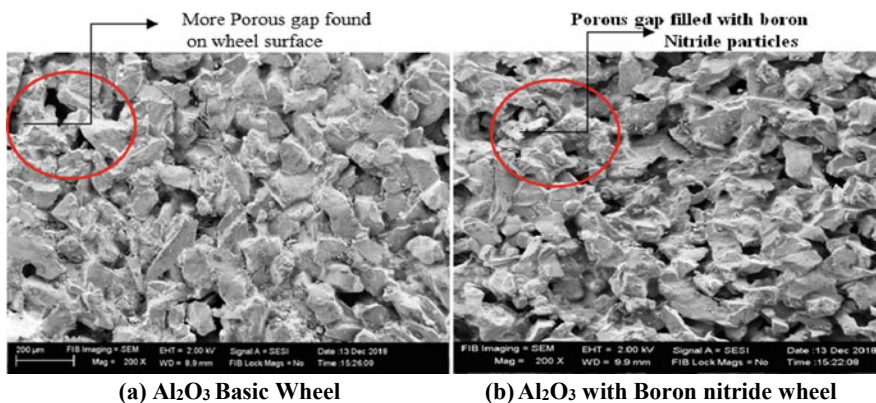 More Porous gap found
on wheel surface
Porous gap filled with boron
Nitride particles
200 µm
FIB Imaging = SEM EHT = 2.00 kV Signal A = SESI Date :13 Dec 2018
Mag = 200 X WD = 8.9 mm FIB Lock Mags = No Time :15:26:09
FIB Imaging = SEM EHT = 2.00 kV Signal A = SESI Date :13 Dec 2018
Mag = 200 X WD = 9.9 mm FIB Lock Mags = No Time :15:22:08
(a) Al₂O₃ Basic Wheel
(b) Al₂O₃ with Boron nitride wheel